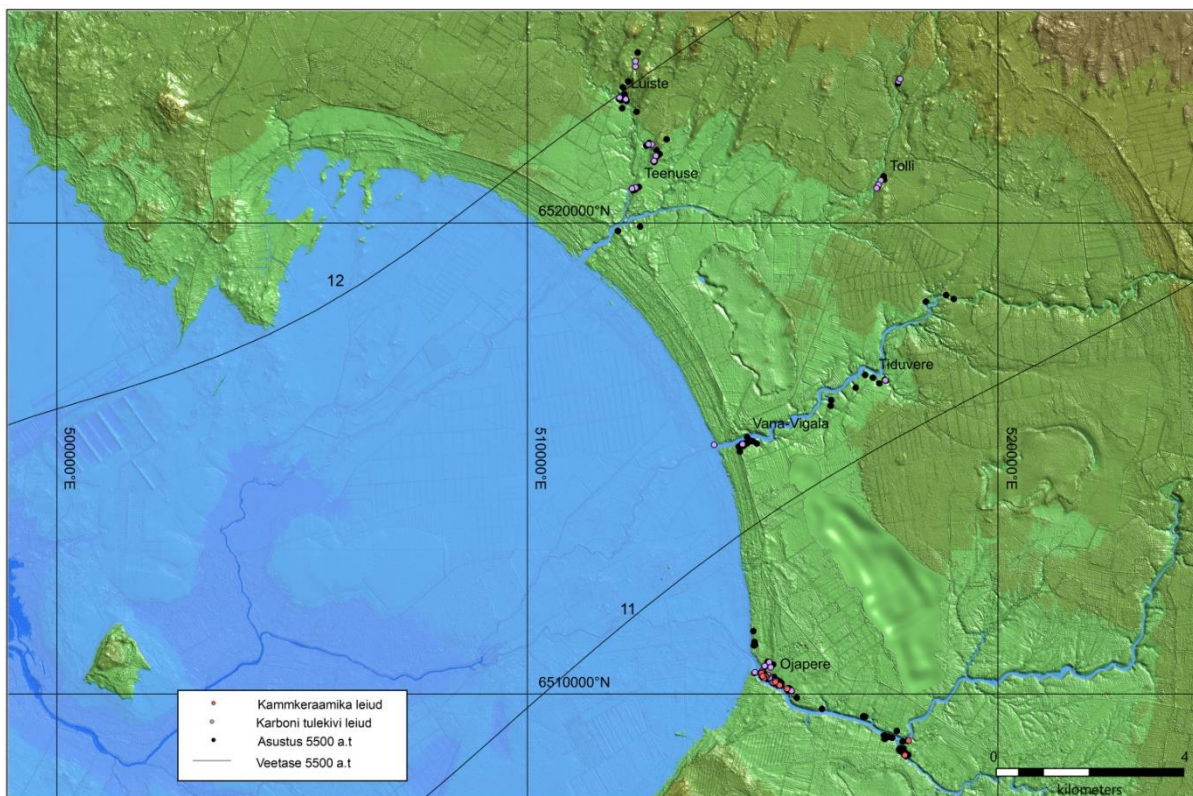 Luiste
Teenuse
Tolli
6520000°N
12
Tiduvere
Vana-Vigala
500000°E
510000°E
520000°E
11
Ojapere
6510000°N
Kammkeraamika leiud
Karboni tulekivi leiud
Asustus 5500 a.t
Veetase 5500 a.t
0 4
kilometers